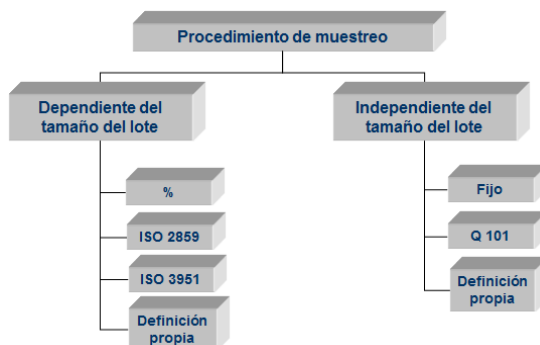 Procedimiento de muestreo
Dependiente del
tamaño del lote
%
ISO 2859
ISO 3951
Definición
propia
Independiente del
tamaño del lote
Fijo
Q 101
Definición
propia